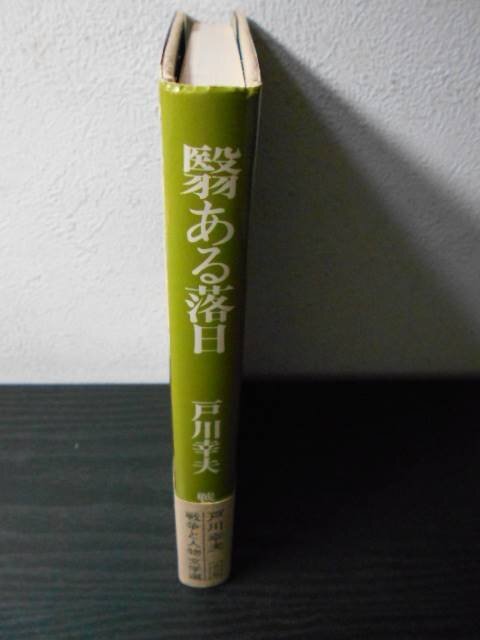 翳ある落日
戸川幸夫
戦
戸川幸夫
戦争と人物 文学選